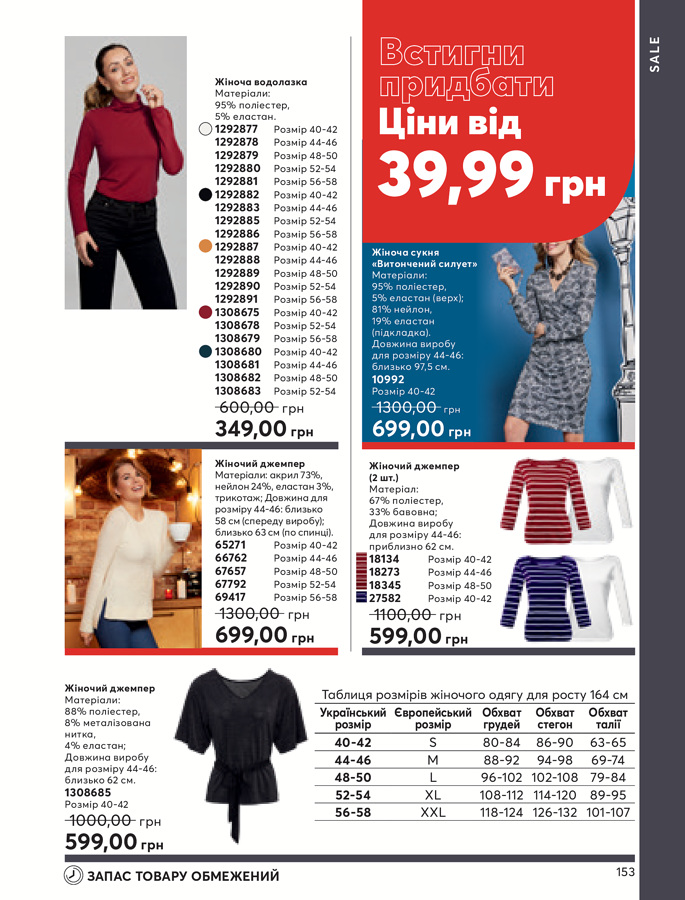 SALE
Встигни
придбати
Ціни від
39,99 грн
Жіноча водолазка
Матеріали:
95% поліестер,
5% еластан.
1292877 Розмір 40-42
1292878 Розмір 44-46
1292879 Розмір 48-50
1292880 Розмір 52-54
1292881 Розмір 56-58
1292882 Розмір 40-42
1292883 Розмір 44-46
1292885 Розмір 52-54
1292886 Розмір 56-58
1292887 Розмір 40-42
1292888 Розмір 44-46
1292889 Розмір 48-50
1292890 Розмір 52-54
1292891 Розмір 56-58
1308675 Розмір 40-42
1308678 Розмір 52-54
1308679 Розмір 56-58
1308680 Розмір 40-42
1308681 Розмір 44-46
1308682 Розмір 48-50
1308683 Розмір 52-54
600,00 грн
349,00 грн
Жіноча сукня
«Витончений силует»
Матеріали:
95% поліестер,
5% еластан (верх);
81% нейлон,
19% еластан
(підкладка).
Довжина виробу
для розміру 44-46:
близько 97,5 см.
10992
Розмір 40-42
1300,00 грн
699,00 грн
Жіночий джемпер
Матеріали: акрил 73%,
нейлон 24%, еластан 3%,
трикотаж; Довжина для
розміру 44-46: близько
58 см (спереду виробу);
близько 63 см (по спинці).
65271 Розмір 40-42
66762 Розмір 44-46
67657 Розмір 48-50
67792 Розмір 52-54
69417 Розмір 56-58
1300,00 грн
699,00 грн
Жіночий джемпер
(2 шт.)
Матеріал:
67% поліестер,
33% бавовна;
Довжина виробу
для розміру 44-46:
приблизно 62 см.
18134 Розмір 40-42
18273 Розмір 44-46
18345 Розмір 48-50
27582 Розмір 40-42
1100,00 грн
599,00 грн
Жіночий джемпер
Матеріали:
88% поліестер,
8% металізована
нитка,
4% еластан;
Довжина виробу
для розміру 44-46:
близько 62 см.
1308685
Розмір 40-42
1000,00 грн
599,00 грн
Таблиця розмірів жіночого одягу для росту 164 см
Український розмір Європейський розмір Обхват грудей Обхват стегон Обхват талії
40-42 S 80-84 86-90 63-65
44-46 M 88-92 94-98 69-74
48-50 L 96-102 102-108 79-84
52-54 XL 108-112 114-120 89-95
56-58 XXL 118-124 126-132 101-107
ЗАПАС ТОВАРУ ОБМЕЖЕНИЙ
153